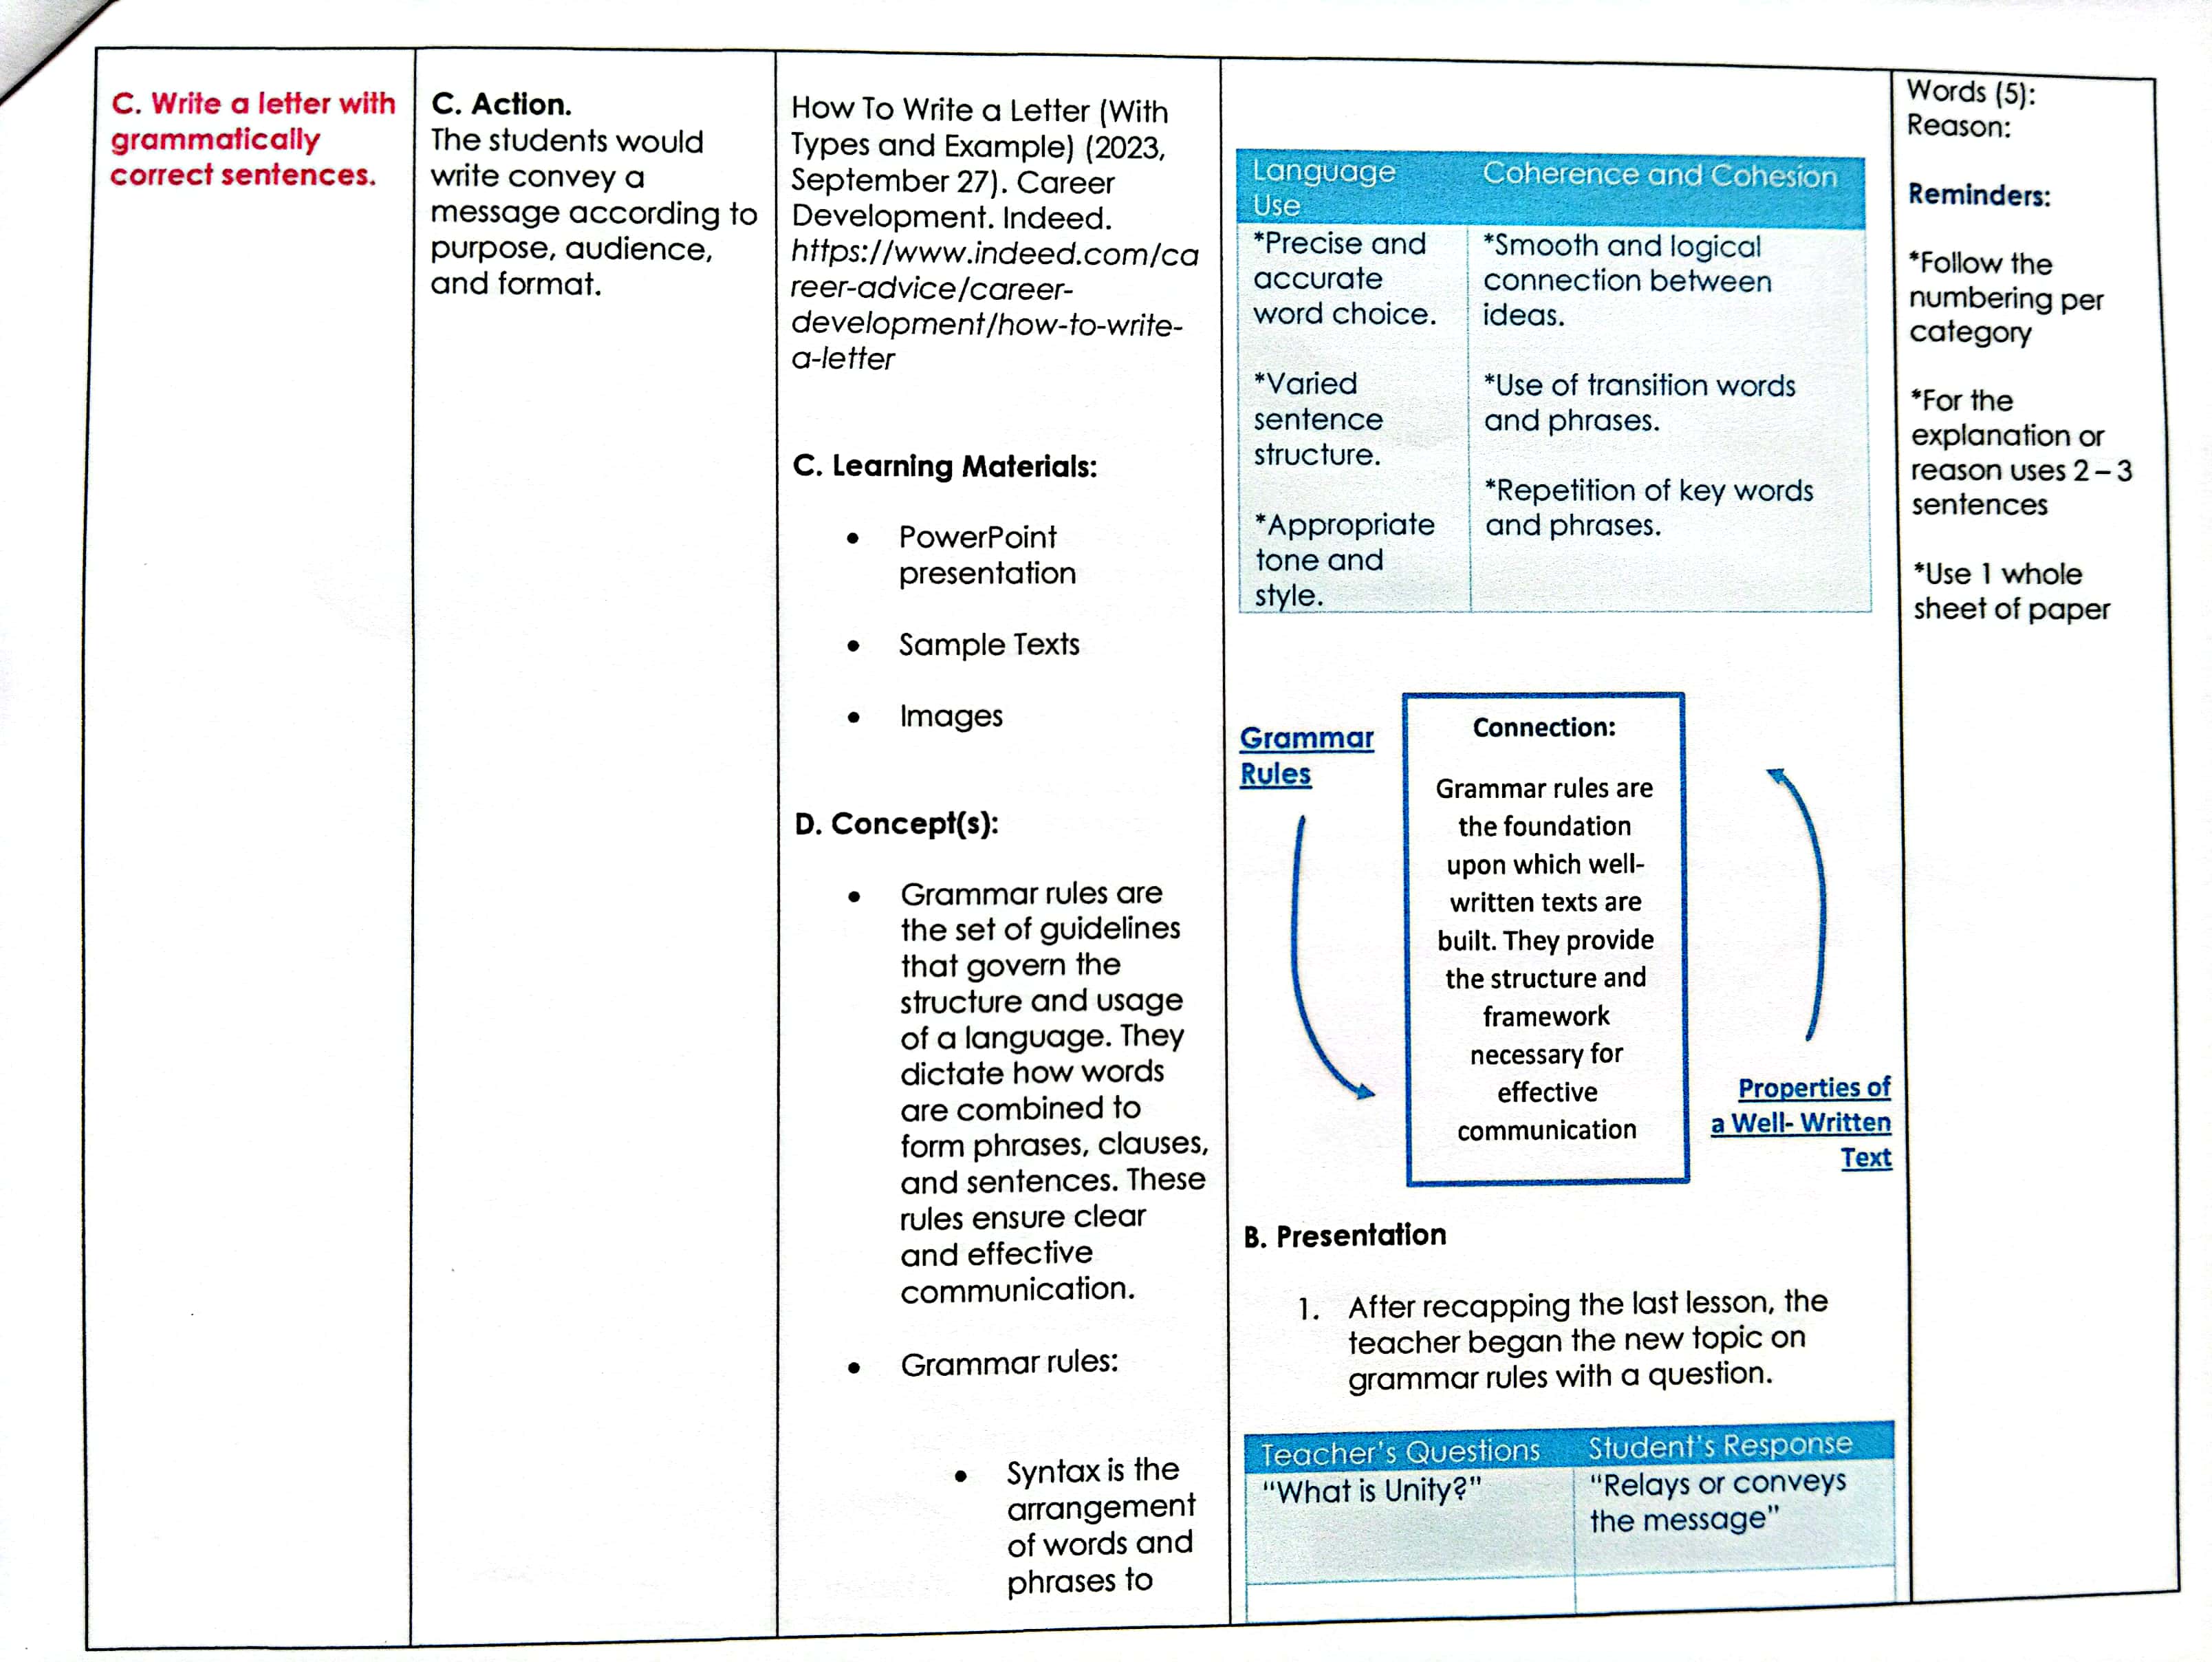 C. Write a letter with
grammatically
correct sentences.
C. Action.
The students would
write convey a
message according to
purpose, audience,
and format.
How To Write a Letter (With
Types and Example) (2023,
September 27). Career
Development. Indeed.
https://www.indeed.com/ca
reer-advice/career-
development/how-to-write-
a-letter
C. Learning Materials:
• PowerPoint
presentation
• Sample Texts
• Images
D. Concept(s):
• Grammar rules are
the set of guidelines
that govern the
structure and usage
of a language. They
dictate how words
are combined to
form phrases, clauses,
and sentences. These
rules ensure clear
and effective
communication.
• Grammar rules:
• Syntax is the
arrangement
of words and
phrases to
Language
Use
*Precise and
accurate
word choice.
*Varied
sentence
structure.
*Appropriate
tone and
style.
Coherence and Cohesion
*Smooth and logical
connection between
ideas.
*Use of transition words
and phrases.
*Repetition of key words
and phrases.
Grammar
Rules
Connection:
Grammar rules are
the foundation
upon which well-
written texts are
built. They provide
the structure and
framework
necessary for
effective
communication
Properties of
a Well- Written
Text
B. Presentation
1. After recapping the last lesson, the
teacher began the new topic on
grammar rules with a question.
Teacher's Questions
Student's Response
"What is Unity?"
"Relays or conveys
the message"
Words (5):
Reason:
Reminders:
*Follow the
numbering per
category
*For the
explanation or
reason uses 2 – 3
sentences
*Use 1 whole
sheet of paper